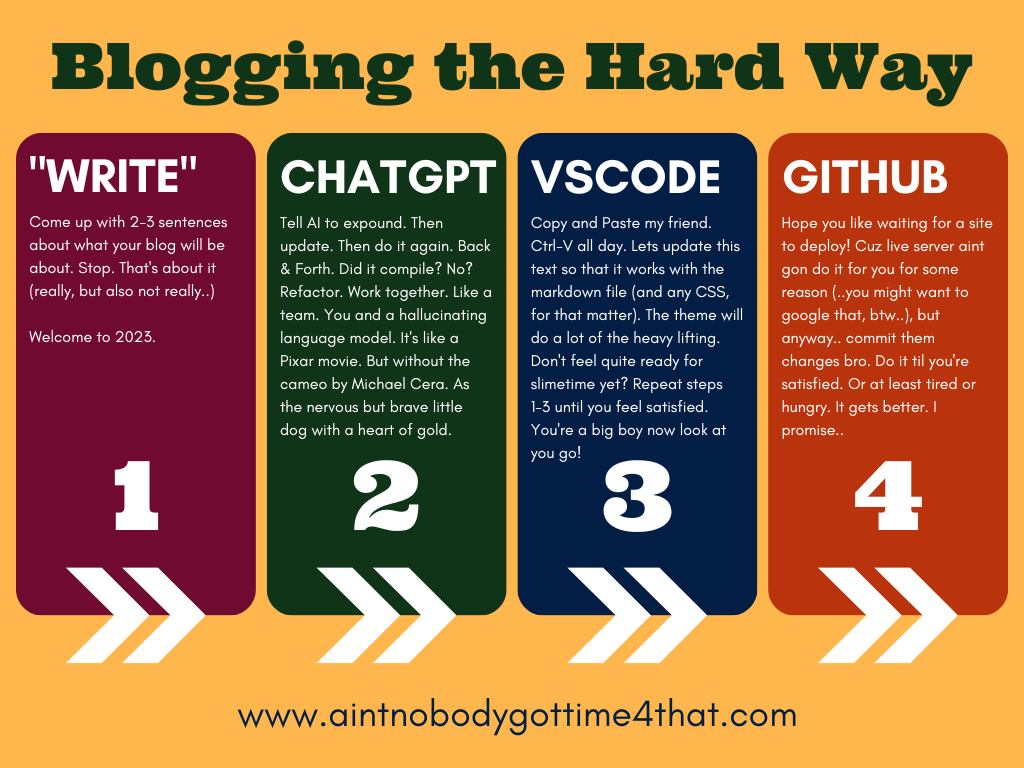 Blogging the Hard Way
"WRITE"
Come up with 2-3 sentences
about what your blog will be
about. Stop. That's about it
(really, but also not really..)
Welcome to 2023.
1
CHATGPT
Tell AI to expound. Then
update. Then do it again. Back
& Forth. Did it compile? No?
Refactor. Work together. Like a
team. You and a hallucinating
language model. It's like a
Pixar movie. But without the
cameo by Michael Cera. As
the nervous but brave little
dog with a heart of gold.
2
VSCODE
Copy and Paste my friend.
Ctrl-V all day. Lets update this
text so that it works with the
markdown file (and any CSS,
for that matter). The theme will
do a lot of the heavy lifting.
Don't feel quite ready for
slimetime yet? Repeat steps
1-3 until you feel satisfied.
You're a big boy now look at
you go!
3
GITHUB
Hope you like waiting for a site
to deploy! Cuz live server aint
gon do it for you for some
reason (..you might want to
google that, btw..), but
anyway.. commit them
changes bro. Do it til you're
satisfied. Or at least tired or
hungry. It gets better. I
promise..
4
www.aintnobodygottime4that.com